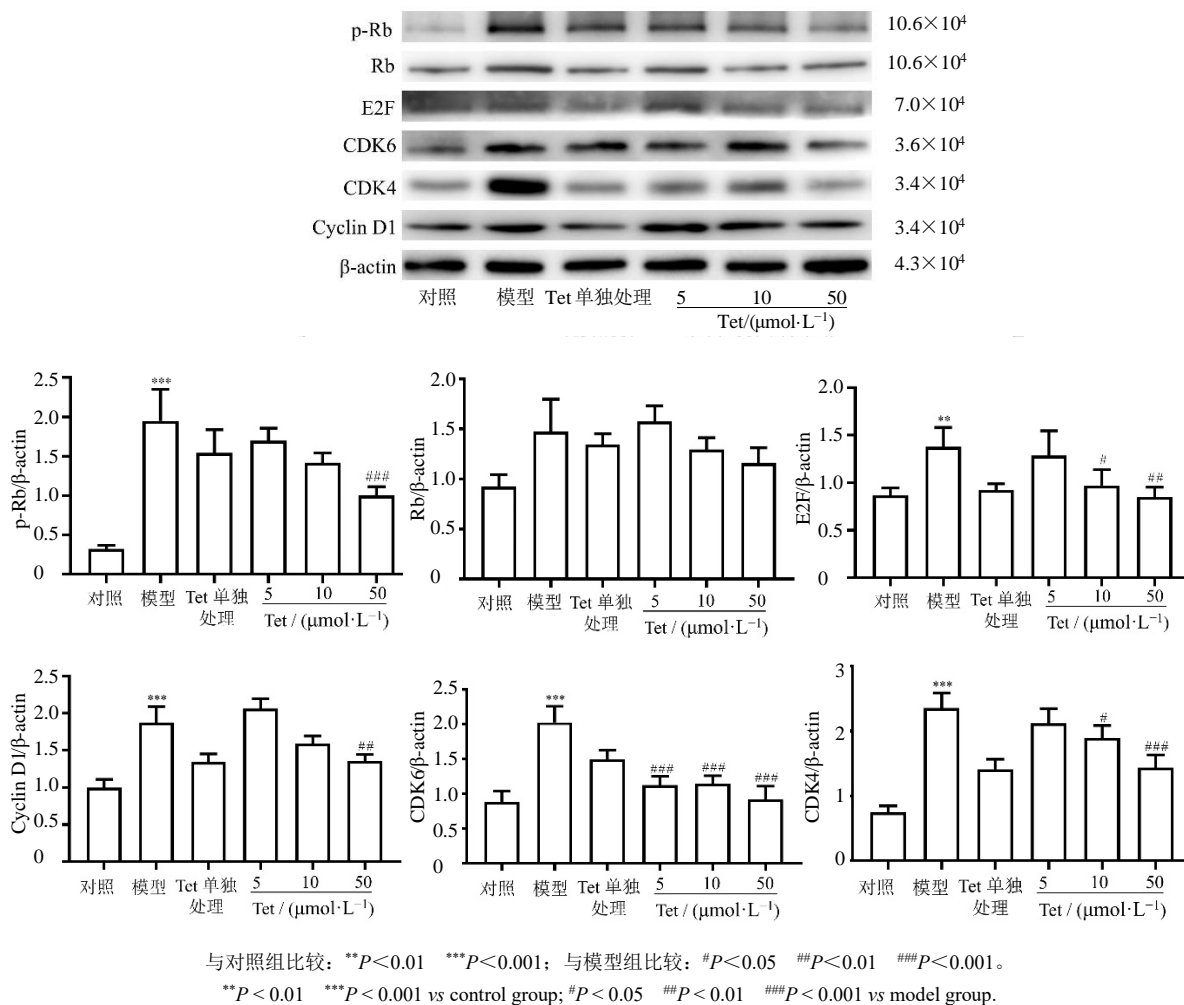 p-Rb 10.6×10⁴
Rb 10.6×10⁴
E2F 7.0×10⁴
CDK6 3.6×10⁴
CDK4 3.4×10⁴
Cyclin D1 3.4×10⁴
β-actin 4.3×10⁴
对照 模型 Tet 单独处理 5 10 50
Tet/(μmol·L⁻¹)
p-Rb/β-actin
2.5
2.0
1.5
1.0
0.5
0
***
###
对照 模型 Tet 单独处理 5 10 50
Tet / (μmol·L⁻¹)
Rb/β-actin
2.0
1.5
1.0
0.5
0
对照 模型 Tet 单独处理 5 10 50
Tet / (μmol·L⁻¹)
E2F/β-actin
2.0
1.5
1.0
0.5
0
**
#
##
对照 模型 Tet 单独处理 5 10 50
Tet / (μmol·L⁻¹)
Cyclin D1/β-actin
2.5
2.0
1.5
1.0
0.5
0
***
##
对照 模型 Tet 单独处理 5 10 50
Tet / (μmol·L⁻¹)
CDK6/β-actin
2.5
2.0
1.5
1.0
0.5
0
***
###
###
###
对照 模型 Tet 单独处理 5 10 50
Tet / (μmol·L⁻¹)
CDK4/β-actin
3
2
1
0
***
#
###
对照 模型 Tet 单独处理 5 10 50
Tet / (μmol·L⁻¹)
与对照组比较：**P＜0.01 ***P＜0.001；与模型组比较：#P＜0.05 ##P＜0.01 ###P＜0.001。
**P < 0.01 ***P < 0.001 vs control group; #P < 0.05 ##P < 0.01 ###P < 0.001 vs model group.